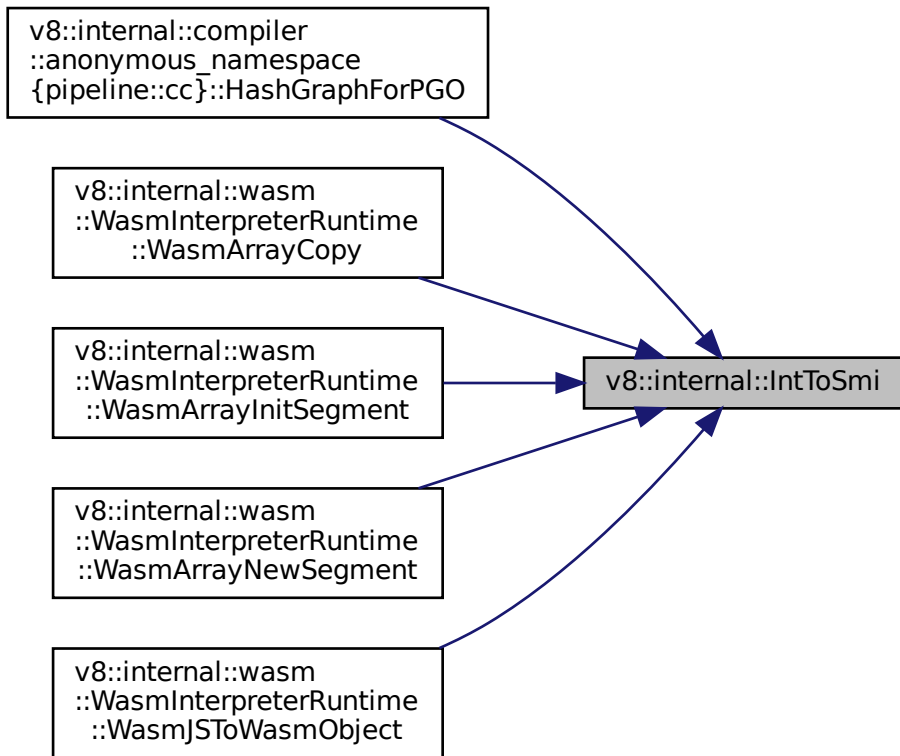 v8::internal::compiler
::anonymous_namespace
{pipeline::cc}::HashGraphForPGO
v8::internal::wasm
::WasmInterpreterRuntime
::WasmArrayCopy
v8::internal::wasm
::WasmInterpreterRuntime
::WasmArrayInitSegment
v8::internal::IntToSmi
v8::internal::wasm
::WasmInterpreterRuntime
::WasmArrayNewSegment
v8::internal::wasm
::WasmInterpreterRuntime
::WasmJSToWasmObject